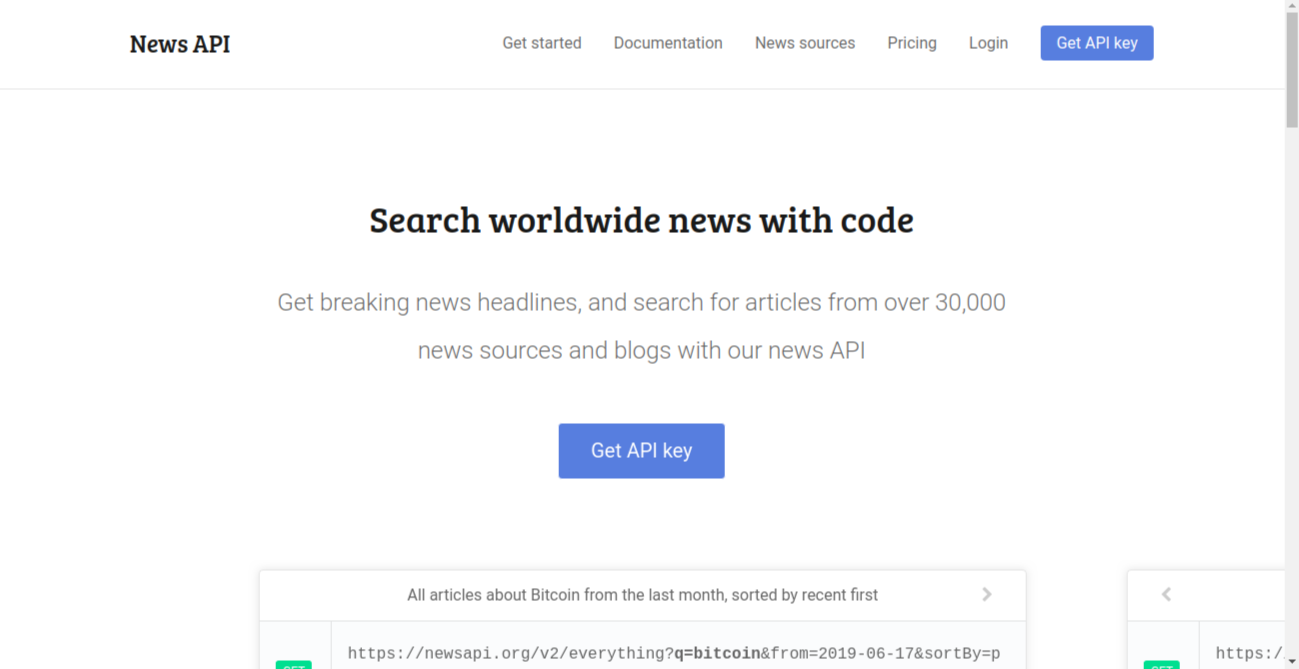 News API
Get started
Documentation
News sources
Pricing
Login
Get API key
Search worldwide news with code
Get breaking news headlines, and search for articles from over 30,000
news sources and blogs with our news API
Get API key
All articles about Bitcoin from the last month, sorted by recent first
GET
https://newsapi.org/v2/everything?q=bitcoin&from=2019-06-17&sortBy=p
GET
https:/